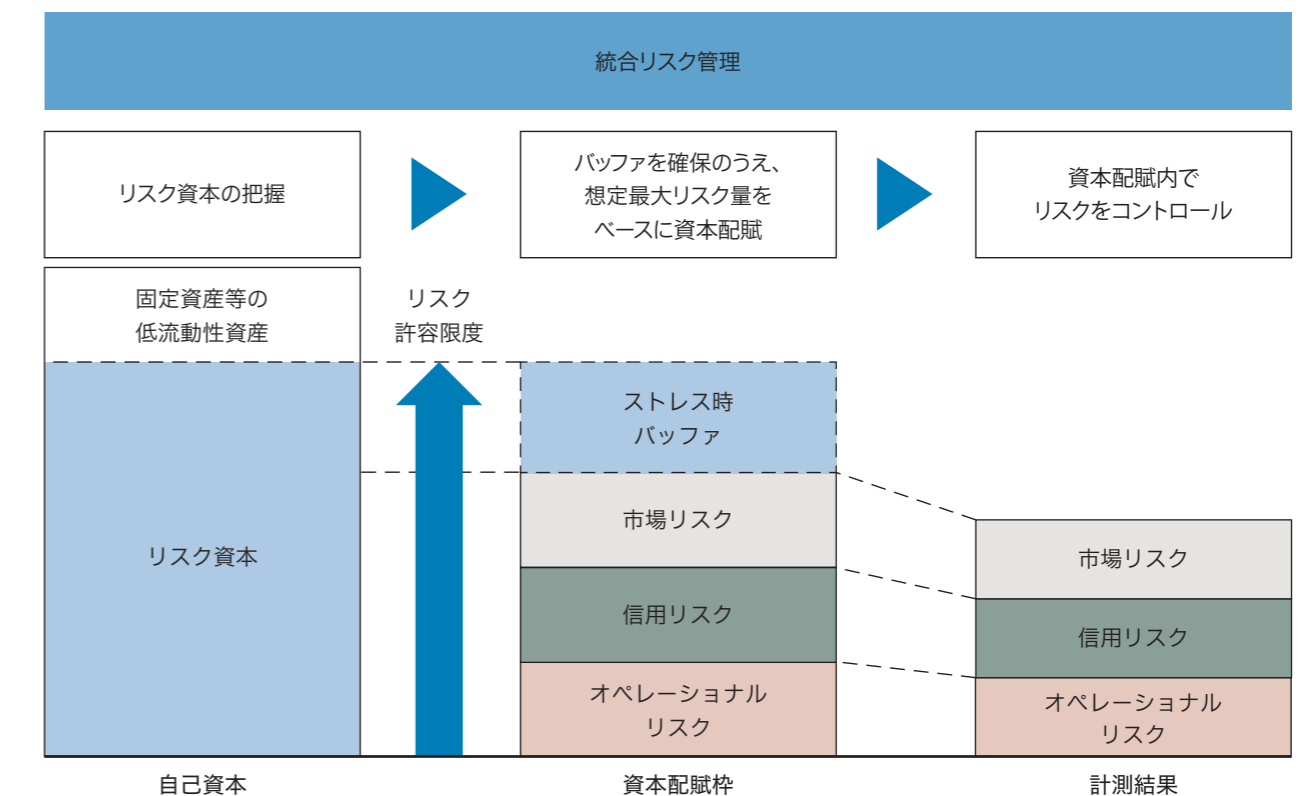 統合リスク管理
リスク資本の把握
バッファを確保のうえ、
想定最大リスク量を
ベースに資本配賦
資本配賦内で
リスクをコントロール
固定資産等の
低流動性資産
リスク
許容限度
ストレス時
バッファ
リスク資本
市場リスク
信用リスク
オペレーショナル
リスク
市場リスク
信用リスク
オペレーショナル
リスク
自己資本
資本配賦枠
計測結果